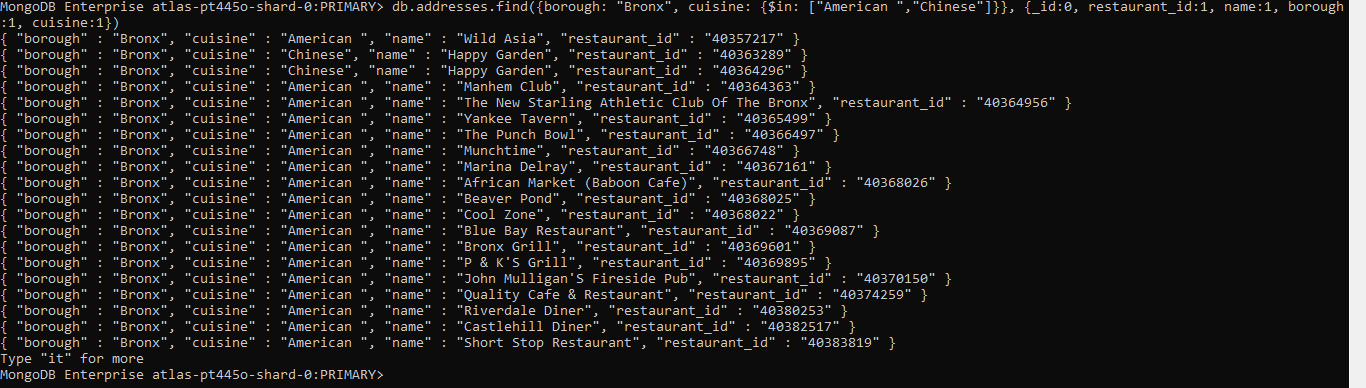 MongoDB Enterprise atlas-pt445o-shard-0:PRIMARY> db.addresses.find({borough: "Bronx", cuisine: {$in: ["American ","Chinese"]}}, {_id:0, restaurant_id:1, name:1, borough
:1, cuisine:1})
{ "borough" : "Bronx", "cuisine" : "American ", "name" : "Wild Asia", "restaurant_id" : "40357217" }
{ "borough" : "Bronx", "cuisine" : "Chinese", "name" : "Happy Garden", "restaurant_id" : "40363289" }
{ "borough" : "Bronx", "cuisine" : "Chinese", "name" : "Happy Garden", "restaurant_id" : "40364296" }
{ "borough" : "Bronx", "cuisine" : "American ", "name" : "Manhem Club", "restaurant_id" : "40364363" }
{ "borough" : "Bronx", "cuisine" : "American ", "name" : "The New Starling Athletic Club Of The Bronx", "restaurant_id" : "40364956" }
{ "borough" : "Bronx", "cuisine" : "American ", "name" : "Yankee Tavern", "restaurant_id" : "40365499" }
{ "borough" : "Bronx", "cuisine" : "American ", "name" : "The Punch Bowl", "restaurant_id" : "40366497" }
{ "borough" : "Bronx", "cuisine" : "American ", "name" : "Munchtime", "restaurant_id" : "40366748" }
{ "borough" : "Bronx", "cuisine" : "American ", "name" : "Marina Delray", "restaurant_id" : "40367161" }
{ "borough" : "Bronx", "cuisine" : "American ", "name" : "African Market (Baboon Cafe)", "restaurant_id" : "40368026" }
{ "borough" : "Bronx", "cuisine" : "American ", "name" : "Beaver Pond", "restaurant_id" : "40368025" }
{ "borough" : "Bronx", "cuisine" : "American ", "name" : "Cool Zone", "restaurant_id" : "40368022" }
{ "borough" : "Bronx", "cuisine" : "American ", "name" : "Blue Bay Restaurant", "restaurant_id" : "40369087" }
{ "borough" : "Bronx", "cuisine" : "American ", "name" : "Bronx Grill", "restaurant_id" : "40369601" }
{ "borough" : "Bronx", "cuisine" : "American ", "name" : "P & K'S Grill", "restaurant_id" : "40369895" }
{ "borough" : "Bronx", "cuisine" : "American ", "name" : "John Mulligan'S Fireside Pub", "restaurant_id" : "40370150" }
{ "borough" : "Bronx", "cuisine" : "American ", "name" : "Quality Cafe & Restaurant", "restaurant_id" : "40374259" }
{ "borough" : "Bronx", "cuisine" : "American ", "name" : "Riverdale Diner", "restaurant_id" : "40380253" }
{ "borough" : "Bronx", "cuisine" : "American ", "name" : "Castlehill Diner", "restaurant_id" : "40382517" }
{ "borough" : "Bronx", "cuisine" : "American ", "name" : "Short Stop Restaurant", "restaurant_id" : "40383819" }
Type "it" for more
MongoDB Enterprise atlas-pt445o-shard-0:PRIMARY>